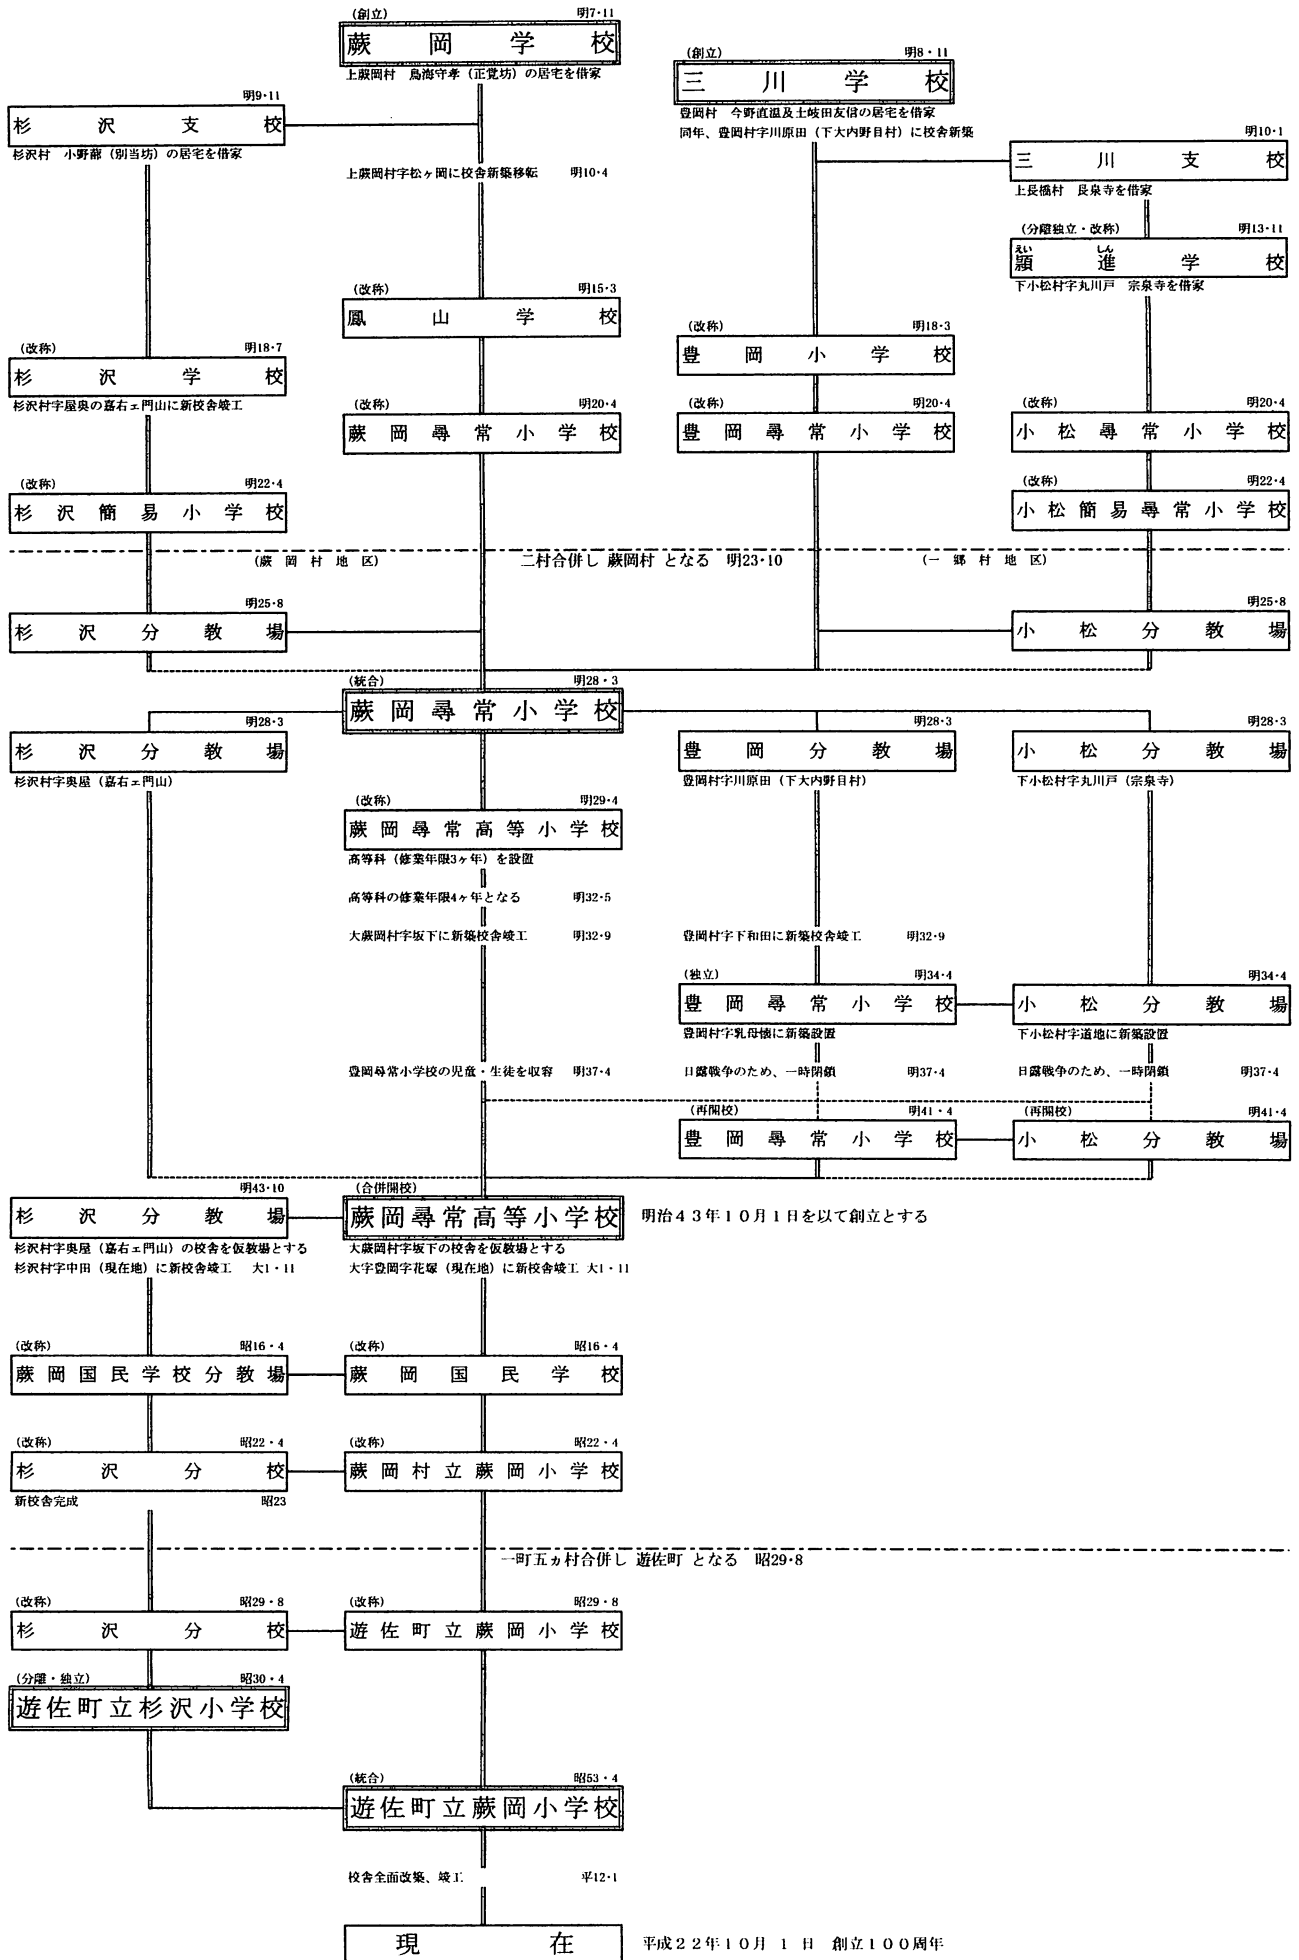 (創立) 明7・11
蕨岡学校
上蕨岡村 鳥海守孝（正覚坊）の居宅を借家
(創立) 明8・11
三川学校
豊岡村 今野直温及土岐田友信の居宅を借家
同年、豊岡村字川原田（下大内野目村）に校舎新築
明9・11
杉沢支校
杉沢村 小野 （別当坊）の居宅を借家
明10・1
三川支校
上長橋村 長泉寺を借家
上蕨岡村字松ヶ岡に校舎新築移転 明10・4
(分離独立・改称) 明13・11
えい しん
頴進学校
下小松村字丸川戸 宗泉寺を借家
(改称) 明15・3
鳳山学校
(改称) 明18・3
豊岡小学校
(改称) 明18・7
杉沢学校
杉沢村字屋奥の嘉右ェ門山に新校舎竣工
(改称) 明20・4
蕨岡尋常小学校
(改称) 明20・4
豊岡尋常小学校
(改称) 明20・4
小松尋常小学校
(改称) 明22・4
杉沢簡易小学校
(改称) 明22・4
小松簡易尋常小学校
(蕨岡村地区) 二村合併し 蕨岡村 となる 明23・10 (一郷村地区)
明25・8
杉沢分教場
明25・8
小松分教場
(統合) 明28・3
蕨岡尋常小学校
明28・3
杉沢分教場
杉沢村字奥屋（嘉右ェ門山）
明28・3
豊岡分教場
豊岡村字川原田（下大内野目村）
明28・3
小松分教場
下小松村字丸川戸（宗泉寺）
(改称) 明29・4
蕨岡尋常高等小学校
高等科（修業年限3ヶ年）を設置
高等科の修業年限4ヶ年となる 明32・5
大蕨岡村字坂下に新築校舎竣工 明32・9
豊岡村字下和田に新築校舎竣工 明32・9
(独立) 明34・4
豊岡尋常小学校
豊岡村字乳母懐に新築設置
明34・4
小松分教場
下小松村字道地に新築設置
豊岡尋常小学校の児童・生徒を収容 明37・4
日露戦争のため、一時閉鎖 明37・4
日露戦争のため、一時閉鎖 明37・4
(再開校) 明41・4
豊岡尋常小学校
(再開校) 明41・4
小松分教場
明43・10
杉沢分教場
杉沢村字奥屋（嘉右ェ門山）の校舎を仮教場とする
杉沢村字中田（現在地）に新校舎竣工 大1・11
(合併開校)
蕨岡尋常高等小学校 明治４３年１０月１日を以て創立とする
大蕨岡村字坂下の校舎を仮教場とする
大字豊岡字花塚（現在地）に新校舎竣工 大1・11
(改称) 昭16・4
蕨岡国民学校分教場
(改称) 昭16・4
蕨岡国民学校
(改称) 昭22・4
杉沢分校
新校舎完成 昭23
(改称) 昭22・4
蕨岡村立蕨岡小学校
一町五ヵ村合併し 遊佐町 となる 昭29・8
(改称) 昭29・8
杉沢分校
(改称) 昭29・8
遊佐町立蕨岡小学校
(分離・独立) 昭30・4
遊佐町立杉沢小学校
(統合) 昭53・4
遊佐町立蕨岡小学校
校舎全面改築、竣工 平12・1
現在 平成２２年１０月 １日 創立１００周年